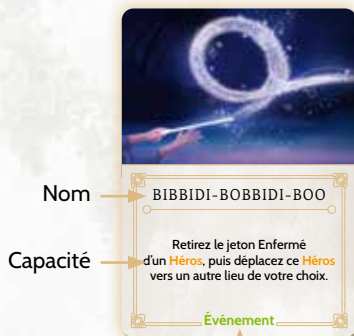 Nom
BIBBIDI-BOBBIDI-BOO
Capacité
Retirez le jeton Enfermé
d'un Héros, puis déplacez ce Héros
vers un autre lieu de votre choix.
Événement